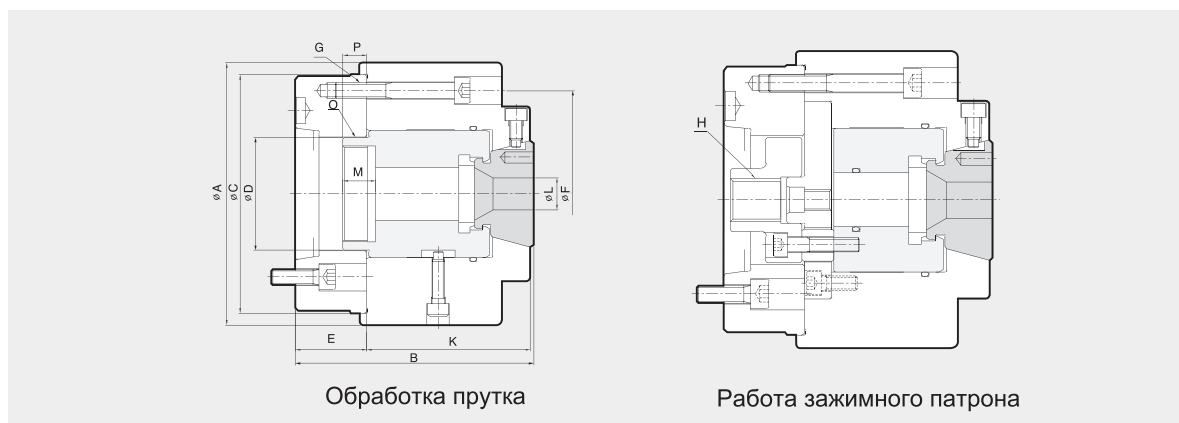 G
P
O
H
M
øA
øC
øD
øL
øF
E
K
B
Обработка прутка
Работа зажимного патрона